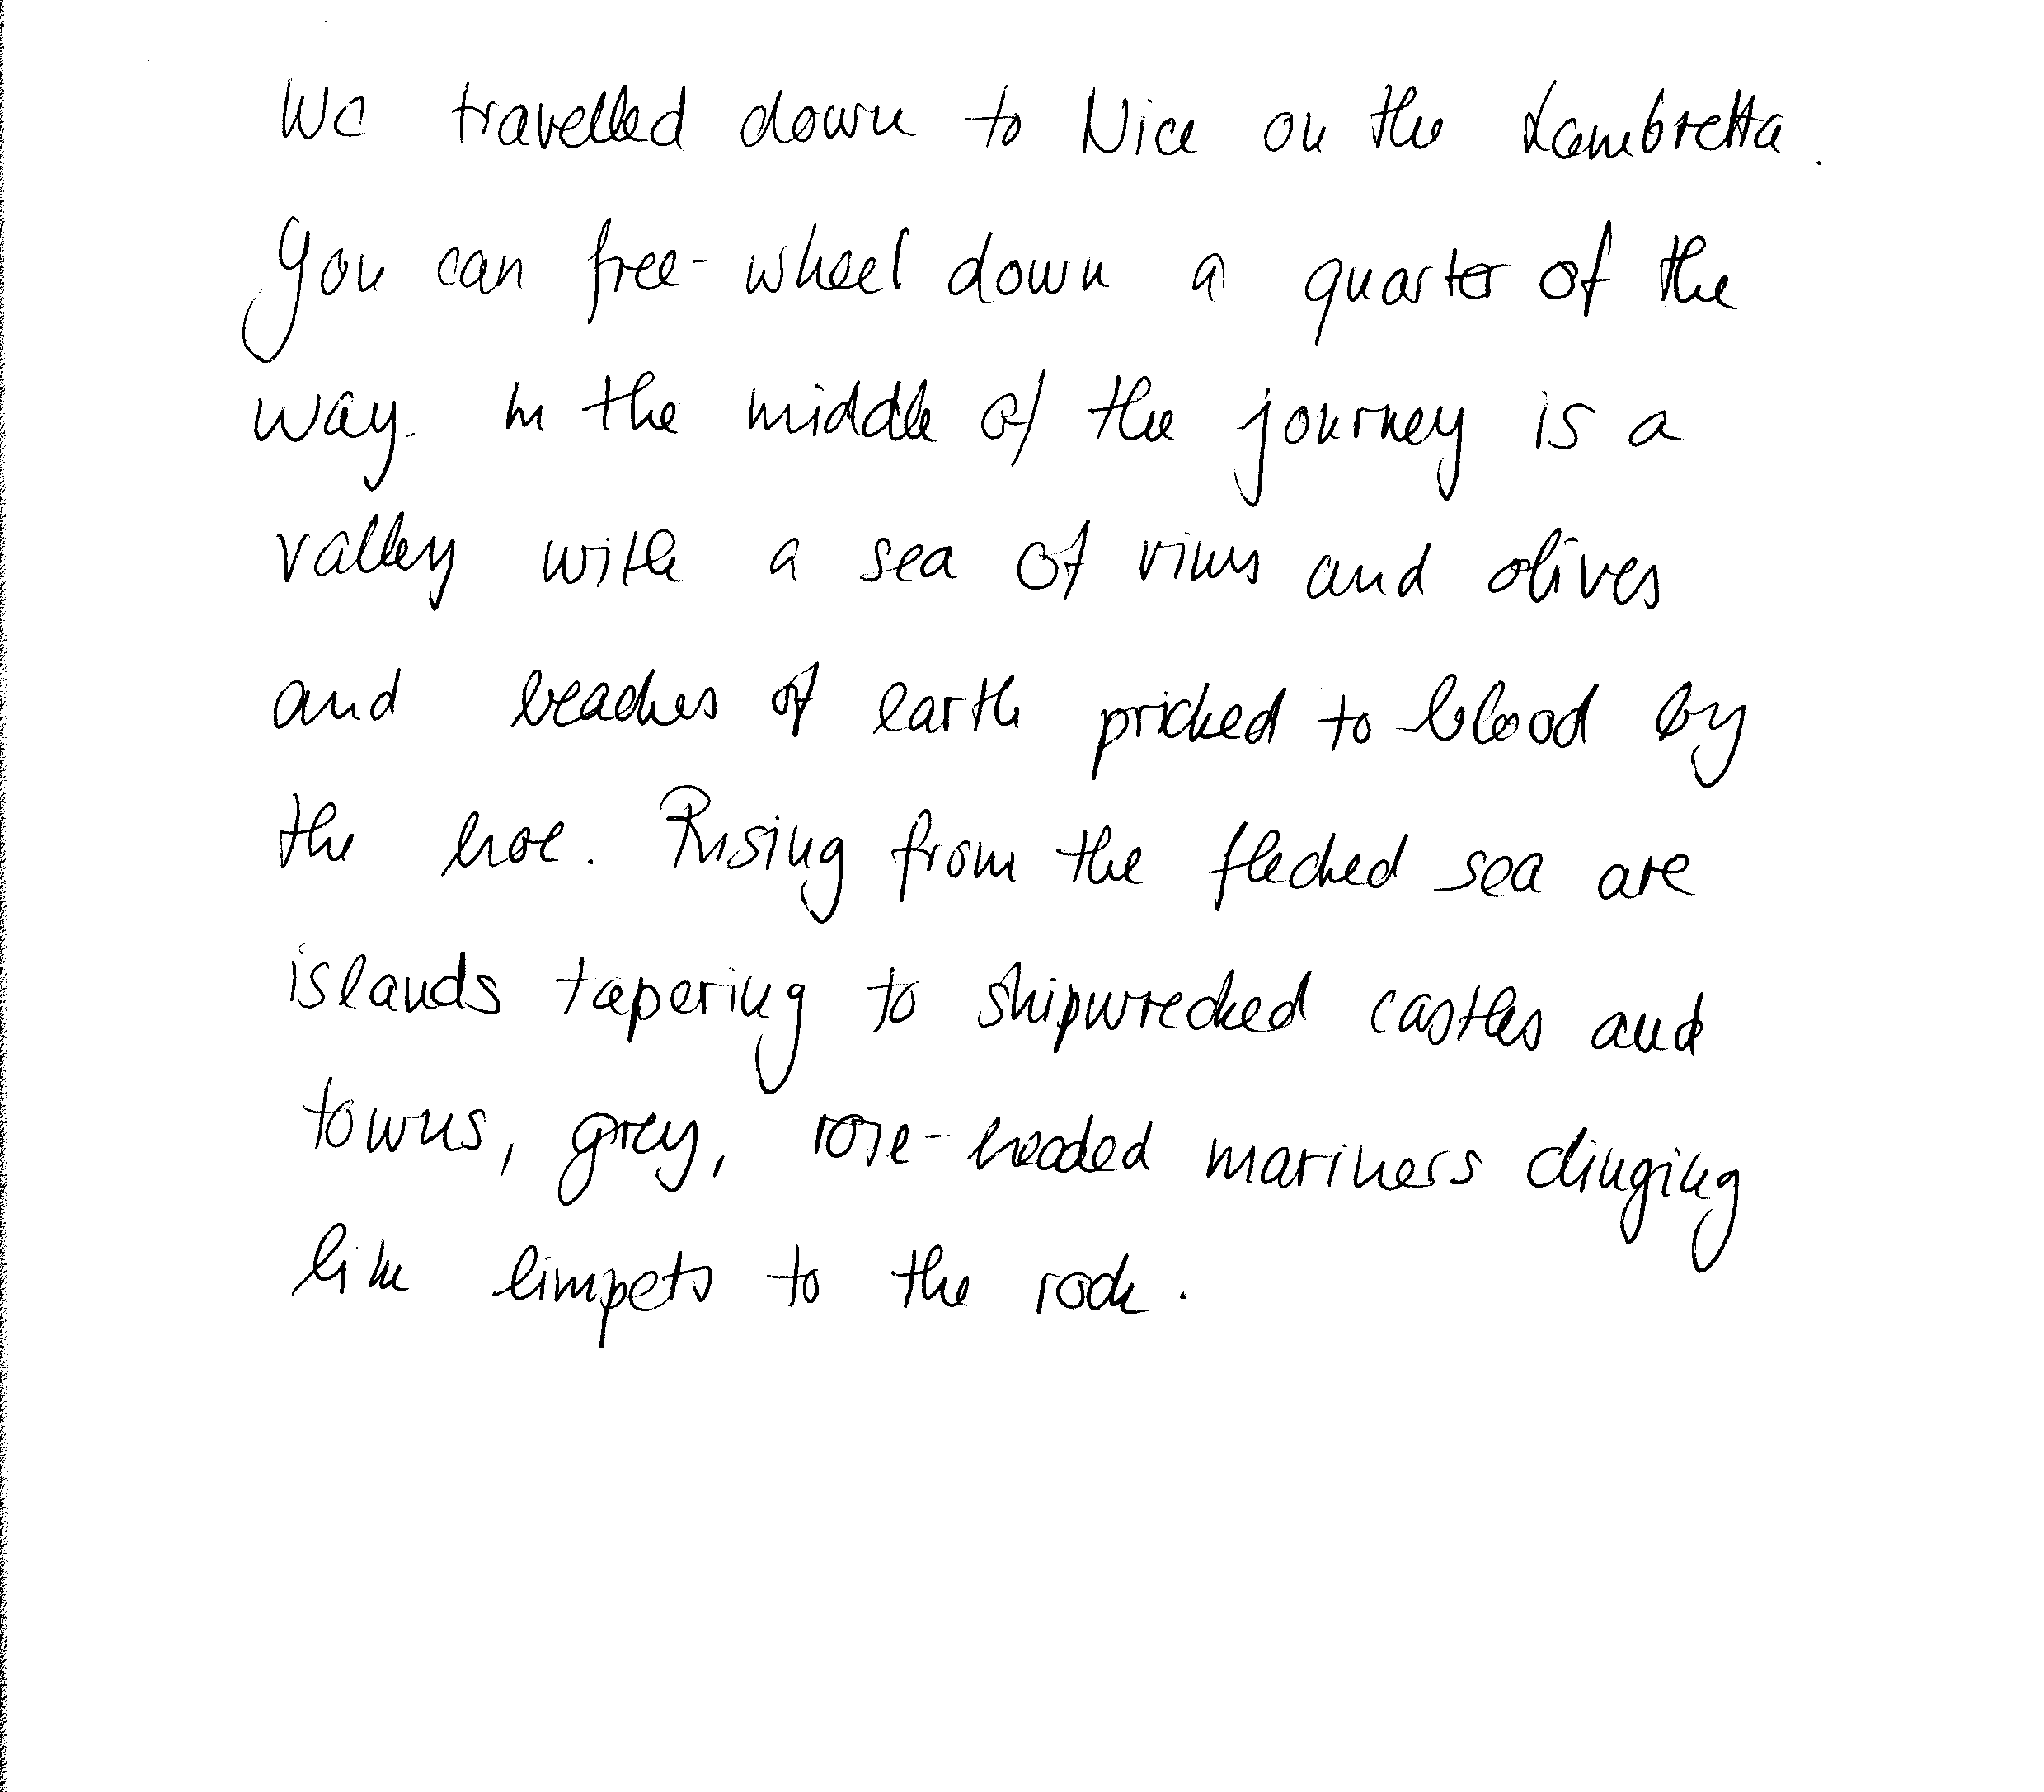 We travelled down to Nice on the Lambretta.
You can free-wheel down a quarter of the
way. In the middle of the journey is a
valley with a sea of vines and olives
and beaches of earth pricked to blood by
the hoe. Rising from the flecked sea are
islands tapering to shipwrecked castles and
towns, grey, rose-headed mariners clinging
like limpets to the rock.